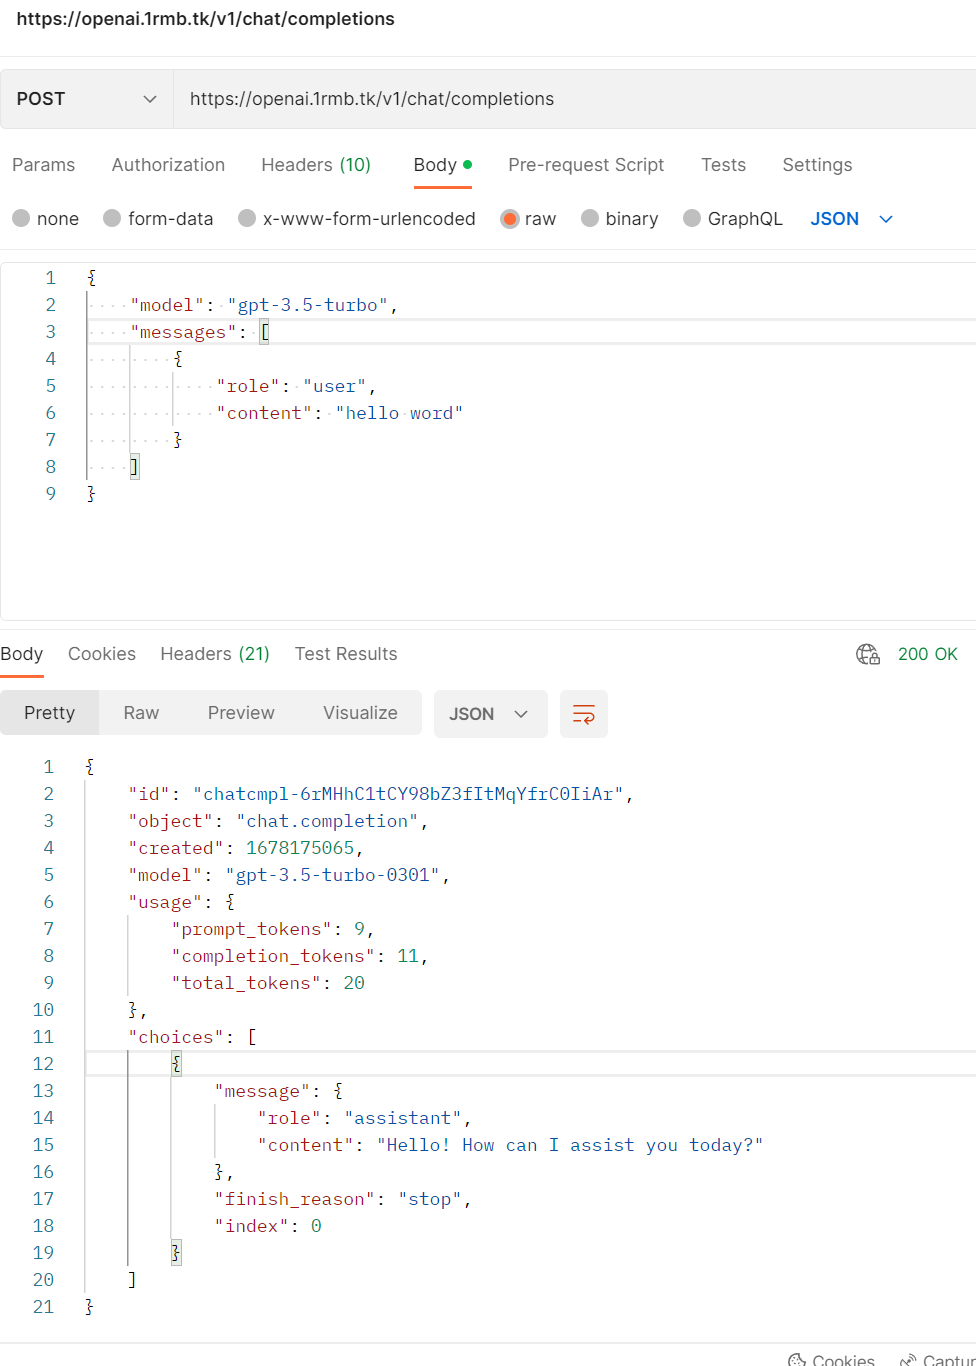 https://openai.1rmb.tk/v1/chat/completions
POST https://openai.1rmb.tk/v1/chat/completions
Params Authorization Headers (10) Body Pre-request Script Tests Settings
none form-data x-www-form-urlencoded raw binary GraphQL JSON
1 {
2 "model": "gpt-3.5-turbo",
3 "messages": [
4 {
5 "role": "user",
6 "content": "hello word"
7 }
8 ]
9 }
Body Cookies Headers (21) Test Results 200 OK
Pretty Raw Preview Visualize JSON
1 {
2 "id": "chatcmpl-6rMHhC1tCY98bZ3fItMqYfrC0IiAr",
3 "object": "chat.completion",
4 "created": 1678175065,
5 "model": "gpt-3.5-turbo-0301",
6 "usage": {
7 "prompt_tokens": 9,
8 "completion_tokens": 11,
9 "total_tokens": 20
10 },
11 "choices": [
12 {
13 "message": {
14 "role": "assistant",
15 "content": "Hello! How can I assist you today?"
16 },
17 "finish_reason": "stop",
18 "index": 0
19 }
20 ]
21 }
Cookies Captur